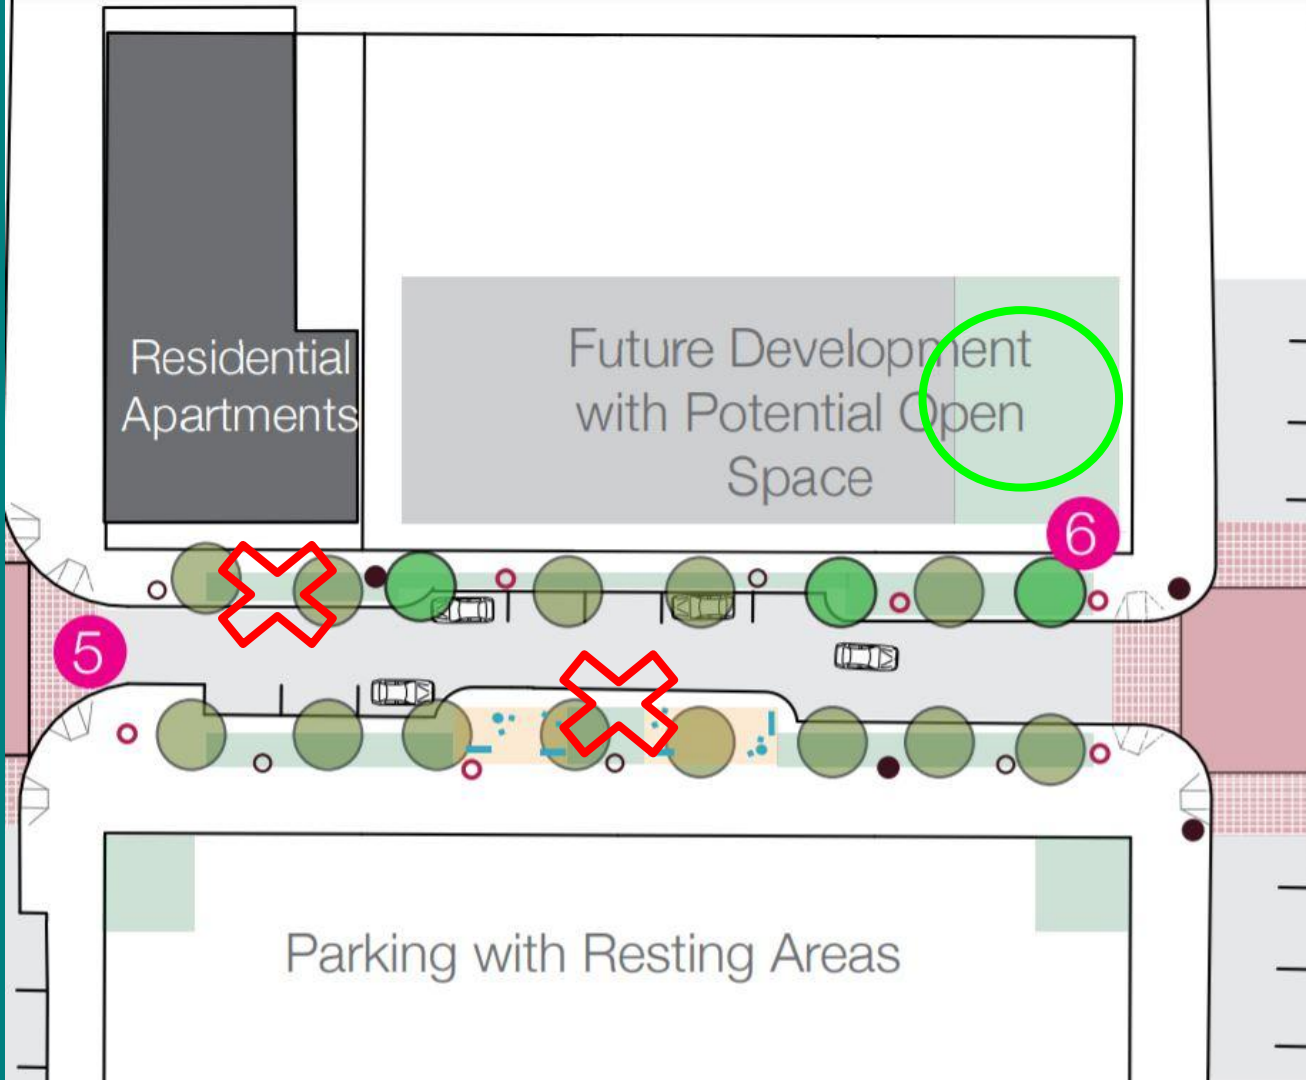 Residential
Apartments
Future Development
with Potential Open
Space
6
5
Parking with Resting Areas